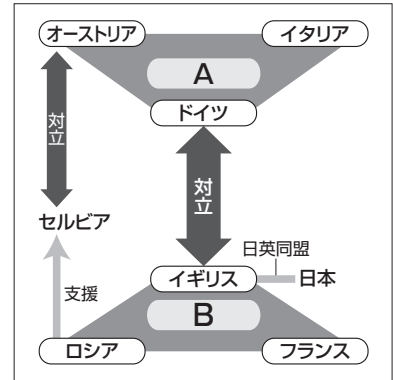 オーストリア
イタリア
A
ドイツ
対立
対立
セルビア
日英同盟
イギリス
日本
支援
B
ロシア
フランス